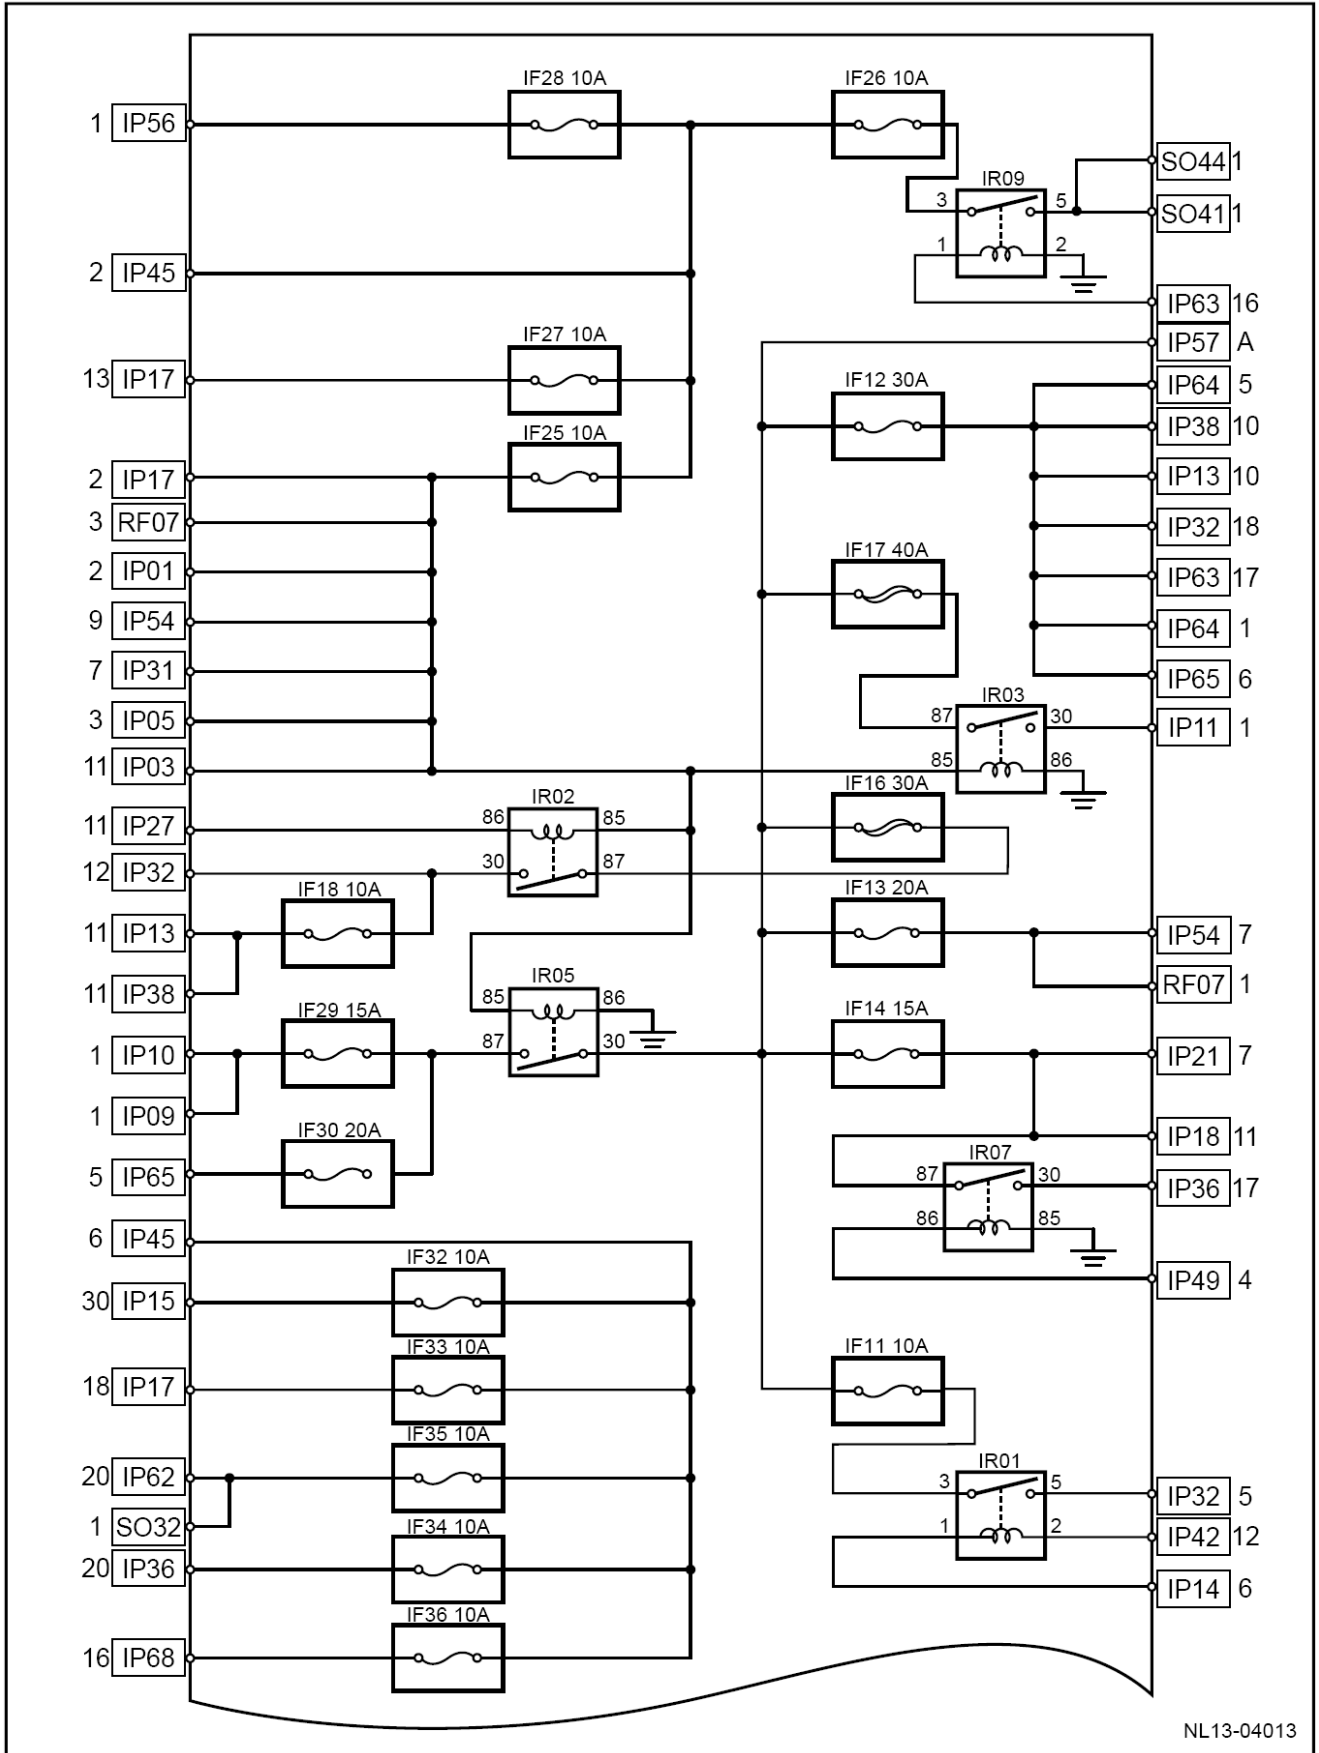 IF28 10A
IF26 10A
1 IP56
SO44 1
IR09
3 5
SO41 1
1 2
2 IP45
IP63 16
IF27 10A
IP57 A
13 IP17
IF12 30A
IP64 5
IF25 10A
IP38 10
2 IP17
IP13 10
3 RF07
IP32 18
IF17 40A
2 IP01
IP63 17
9 IP54
IP64 1
7 IP31
IP65 6
IR03
3 IP05
87 30
IP11 1
11 IP03
85 86
IF16 30A
IR02
11 IP27
86 85
12 IP32
30 87
IF18 10A
IF13 20A
11 IP13
IP54 7
IR05
11 IP38
85 86
RF07 1
IF29 15A
IF14 15A
1 IP10
87 30
IP21 7
1 IP09
IF30 20A
IP18 11
IR07
5 IP65
87 30
IP36 17
86 85
6 IP45
IF32 10A
IP49 4
30 IP15
IF33 10A
IF11 10A
18 IP17
IF35 10A
IR01
20 IP62
3 5
IP32 5
1 SO32
IF34 10A
1 2
IP42 12
20 IP36
IP14 6
IF36 10A
16 IP68
NL13-04013